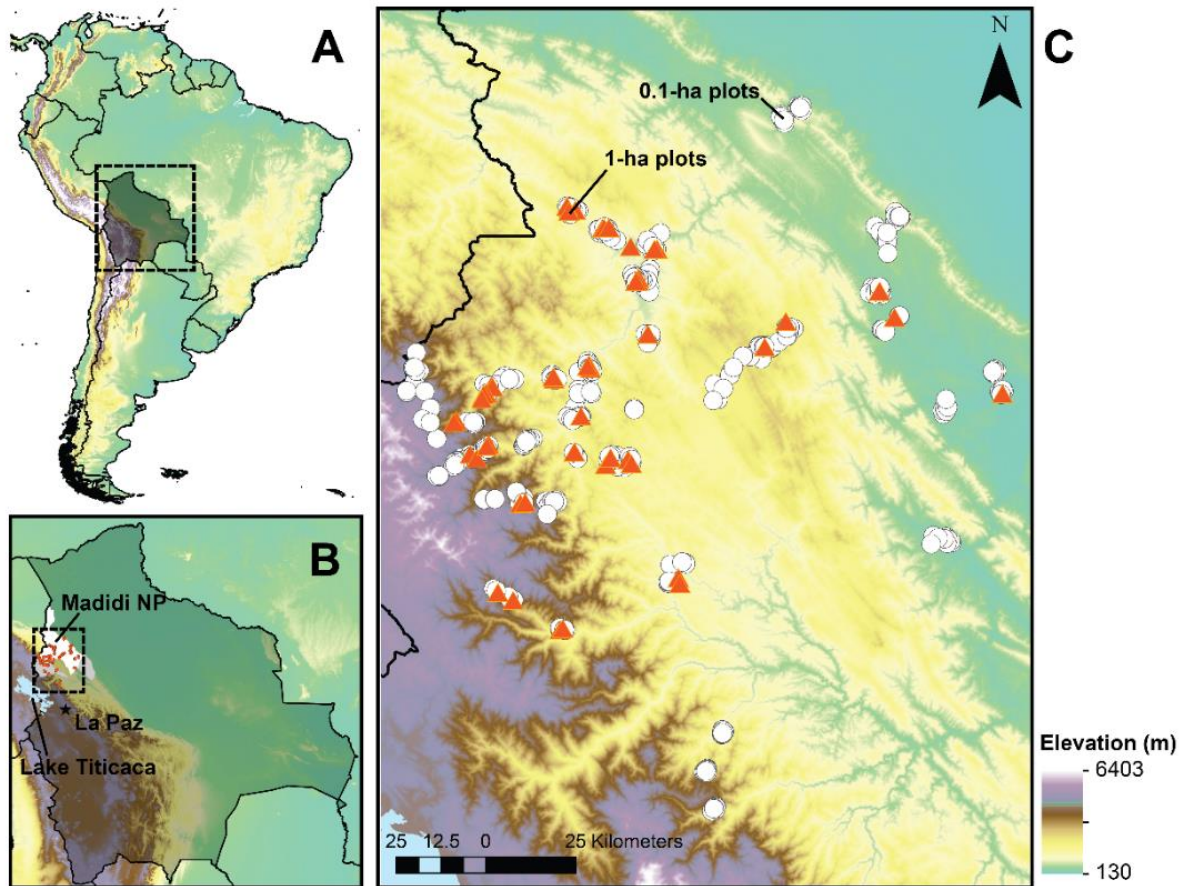 A
B
Madidi NP
La Paz
Lake Titicaca
N
C
0.1-ha plots
1-ha plots
25 12.5 0 25 Kilometers
Elevation (m)
6403
130